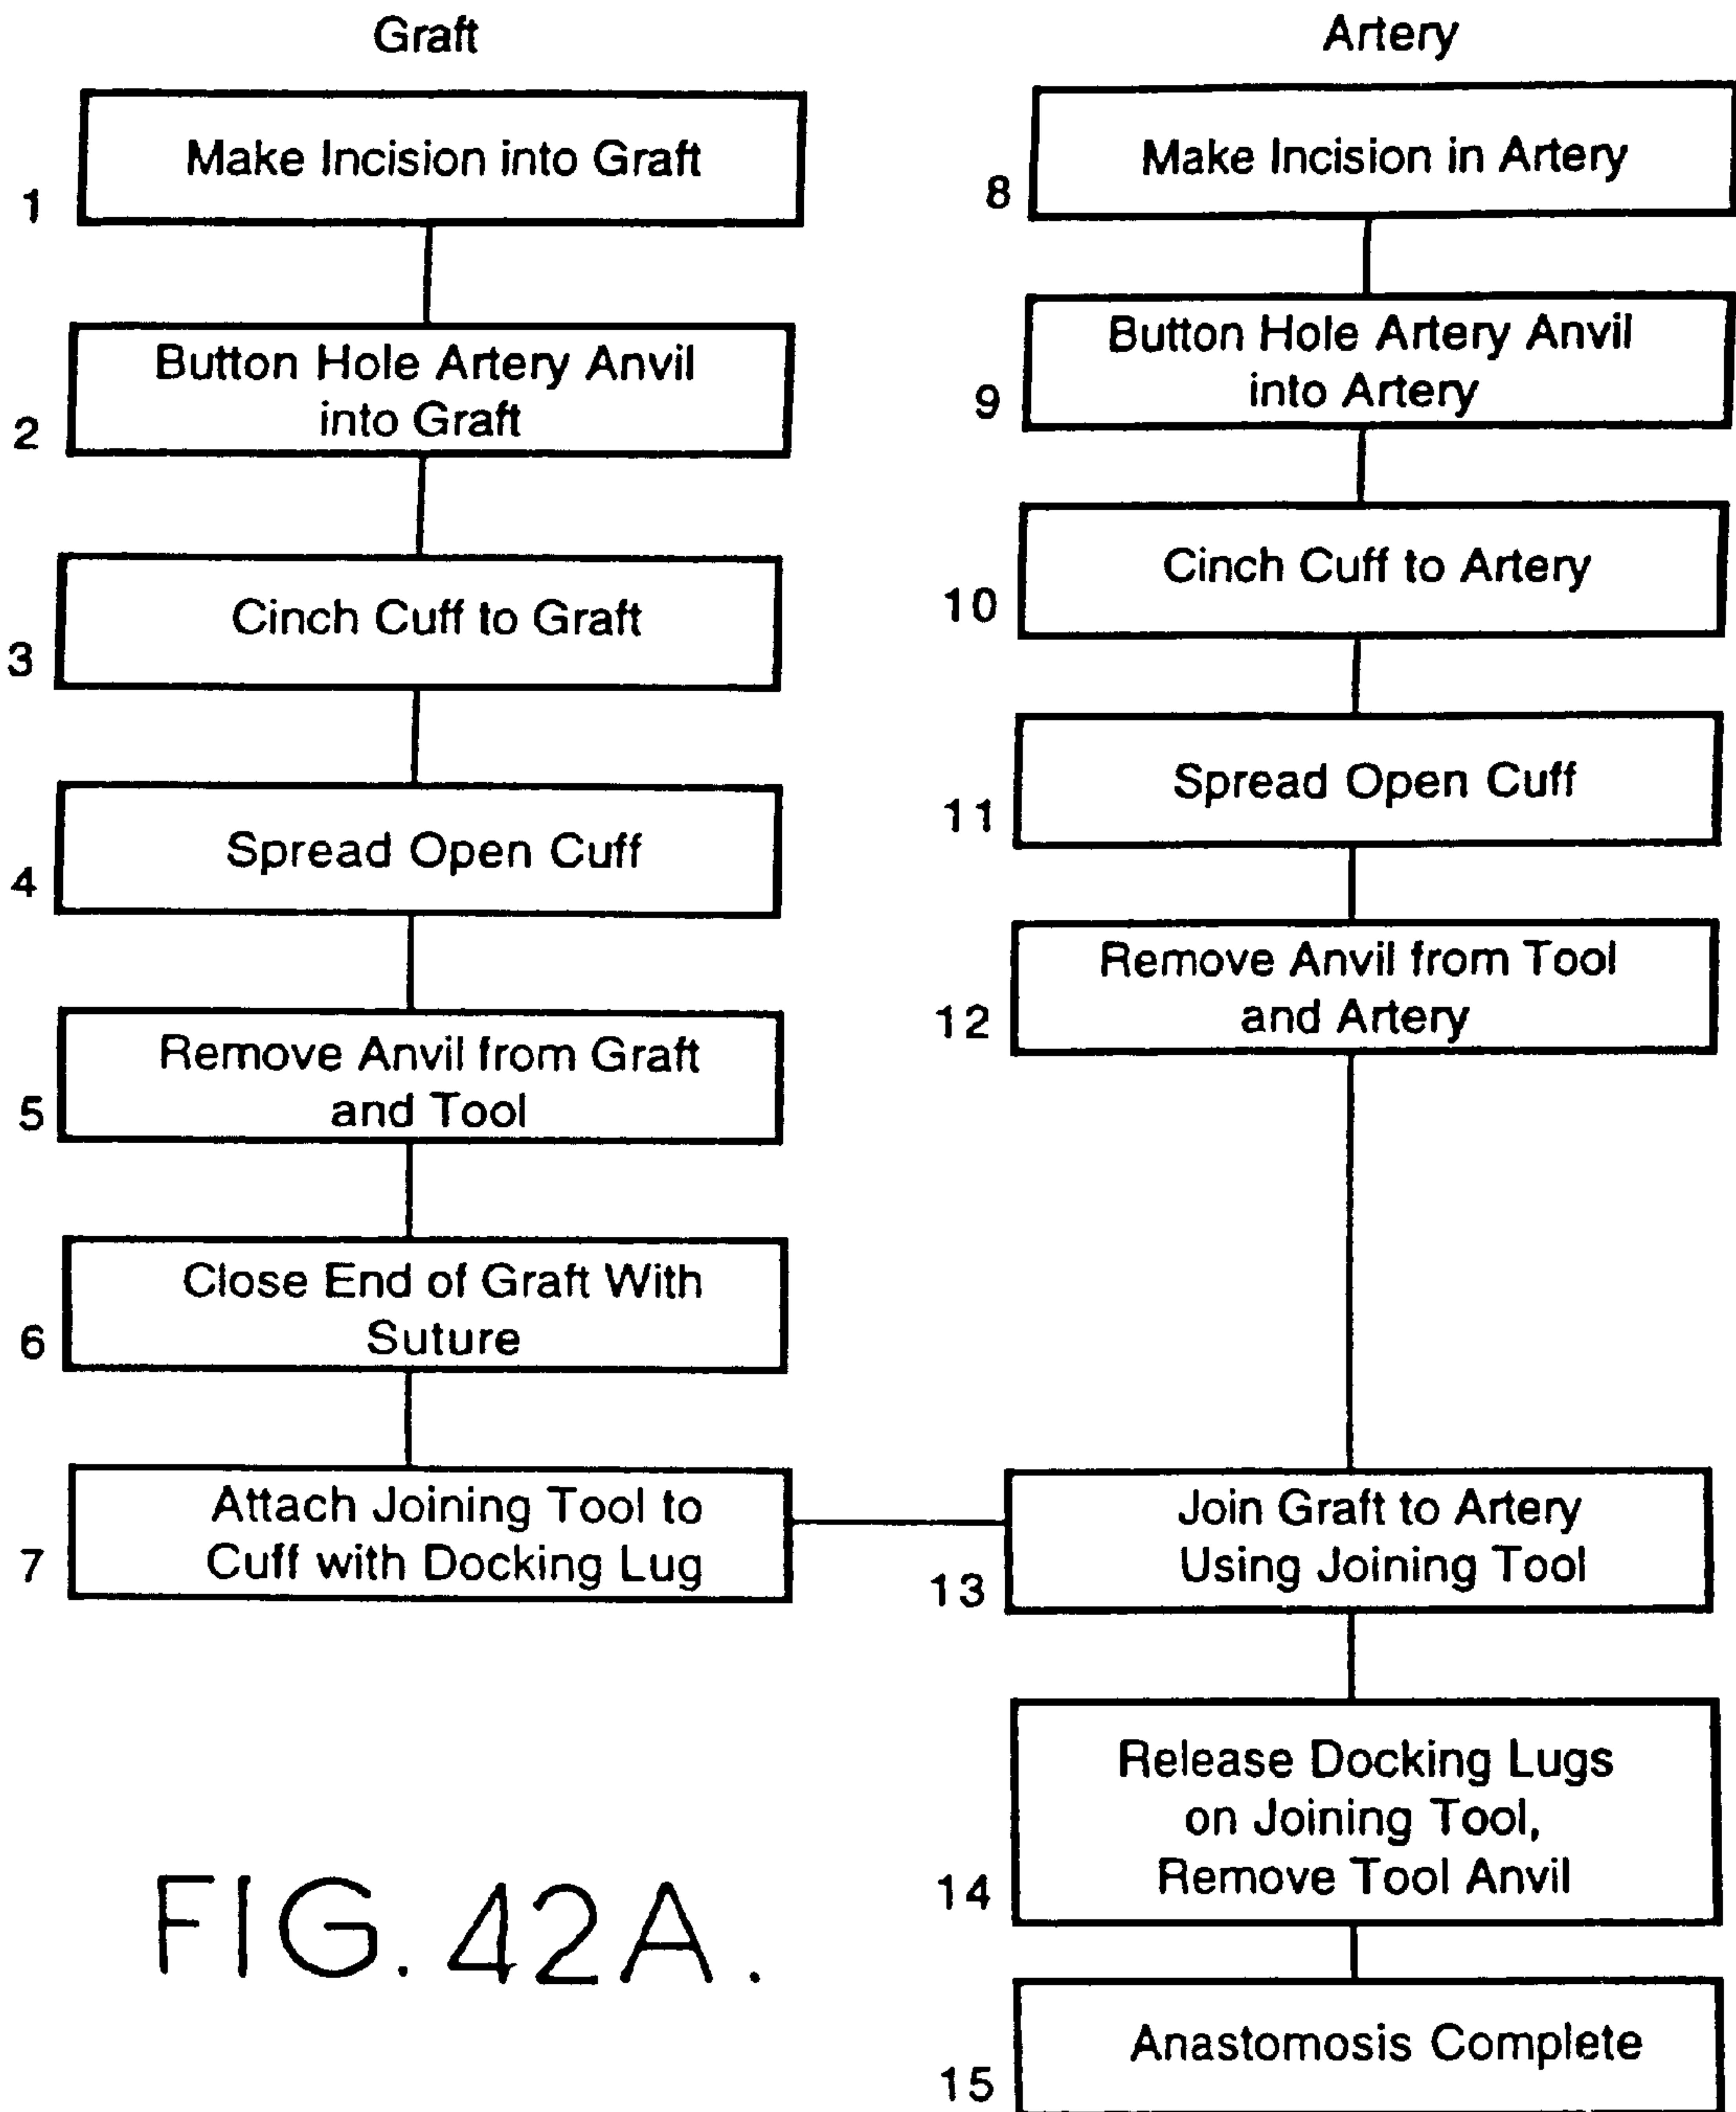 Graft
1
Make Incision into Graft
2
Button Hole Artery Anvil
into Graft
3
Cinch Cuff to Graft
4
Spread Open Cuff
5
Remove Anvil from Graft
and Tool
6
Close End of Graft With
Suture
7
Attach Joining Tool to
Cuff with Docking Lug
Artery
8
Make Incision in Artery
9
Button Hole Artery Anvil
into Artery
10
Cinch Cuff to Artery
11
Spread Open Cuff
12
Remove Anvil from Tool
and Artery
13
Join Graft to Artery
Using Joining Tool
14
Release Docking Lugs
on Joining Tool,
Remove Tool Anvil
15
Anastomosis Complete
FIG. 42A.